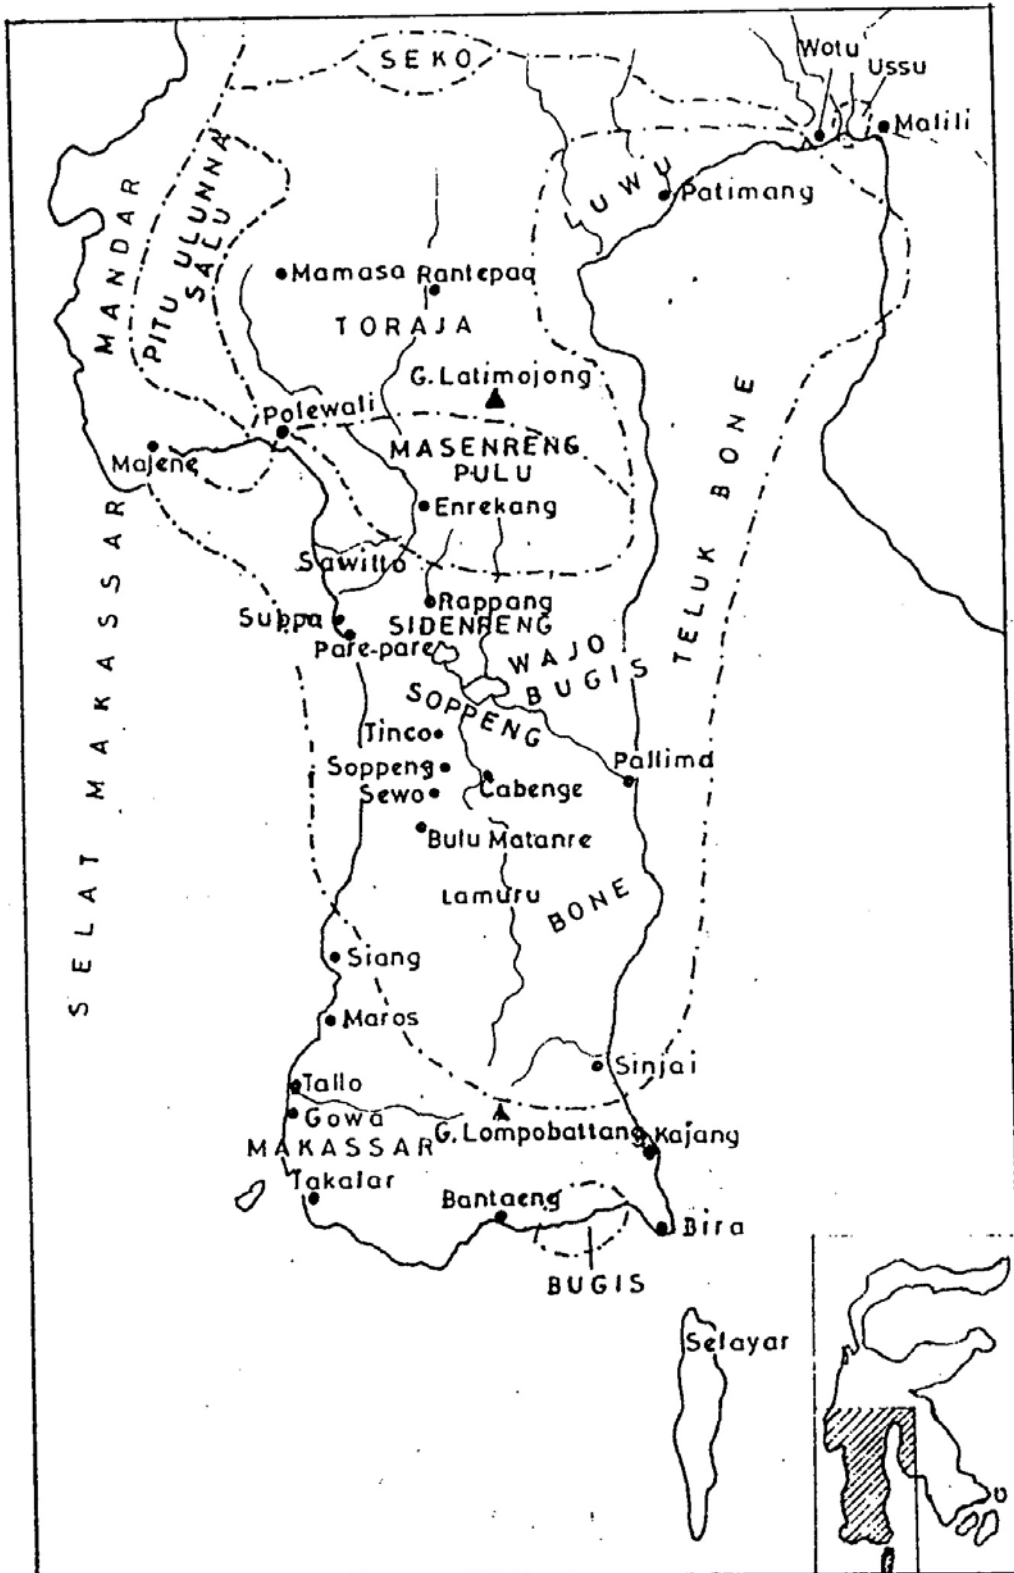 SEKO
Wotu
Ussu
Malili
LUWU
Patimang
MANDAR
PITU ULUNNA
SALU
Mamasa
Rantepaq
TORAJA
G. Latimojong
Polewali
MASENRENG
PULU
Majene
Enrekang
Sawitto
Rappang
Suppa
SIDENRENG
Pare-pare
WAJO
BUGIS
TELUK BONE
SELAT MAKASSAR
SOPPENG
Tinco
Pallima
Soppeng
Cabenge
Sewo
Bulu Matanre
Lamuru
BONE
Siang
Maros
Sinjai
Tallo
Gowa
G. Lompobattang
Kajang
MAKASSAR
Takalar
Bantaeng
Bira
BUGIS
Selayar